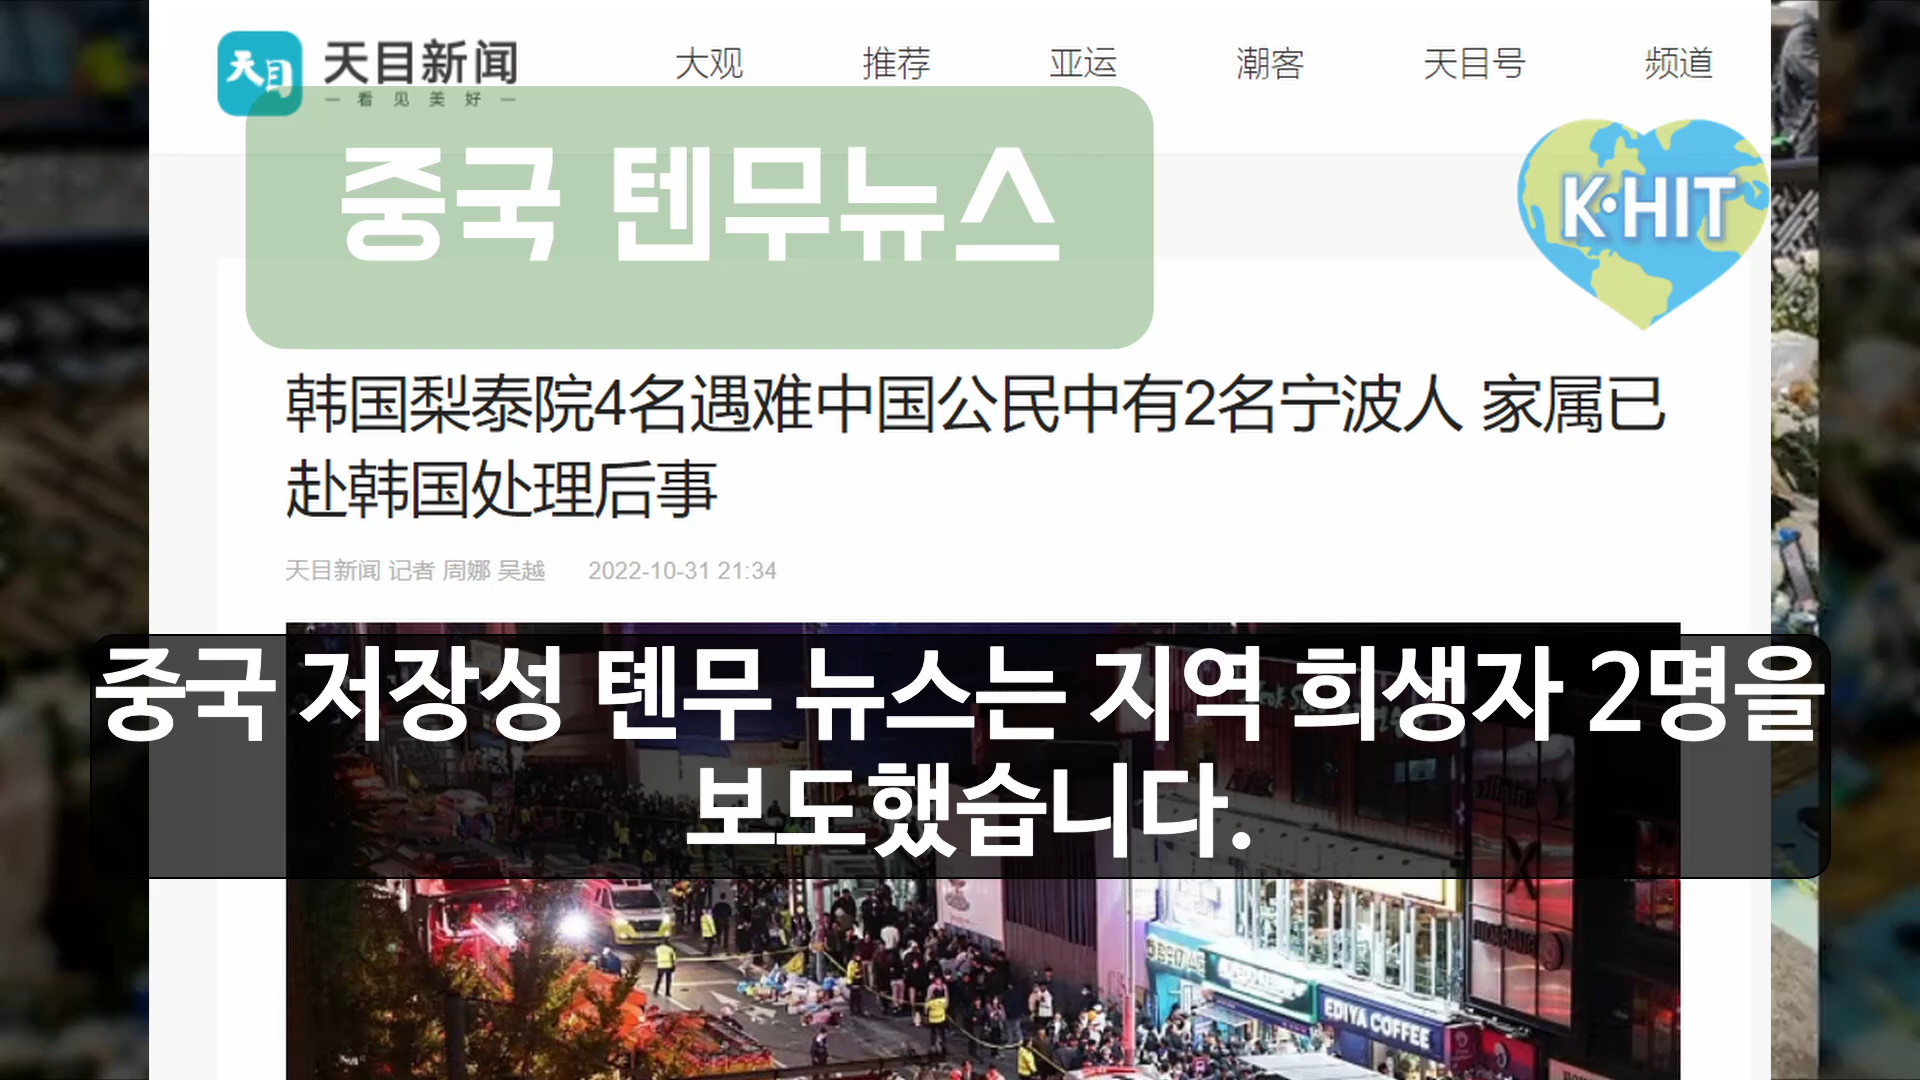 天目
天目新闻
— 看 见 美 好 —
大观 推荐 亚运 潮客 天目号 频道
중국 텐무뉴스
K·HIT
韩国梨泰院4名遇难中国公民中有2名宁波人 家属已
赴韩国处理后事
天目新闻 记者 周娜 吴越 2022-10-31 21:34
중국 저장성 톈무 뉴스는 지역 희생자 2명을
보도했습니다.
EDIYA COFFEE